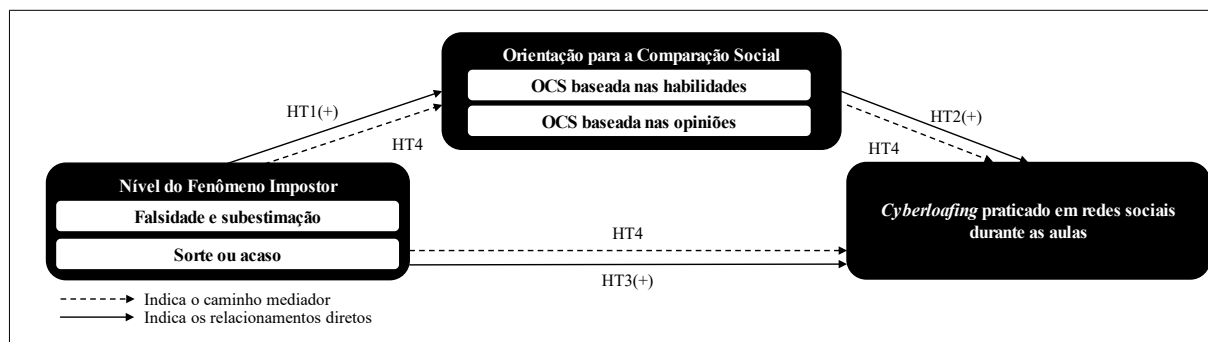 Orientação para a Comparação Social
OCS baseada nas habilidades
OCS baseada nas opiniões
HT1(+)
HT4
HT2(+)
HT4
Nível do Fenômeno Impostor
Falsidade e subestimação
Sorte ou acaso
Cyberloafing praticado em redes sociais
durante as aulas
HT4
HT3(+)
Indica o caminho mediador
Indica os relacionamentos diretos